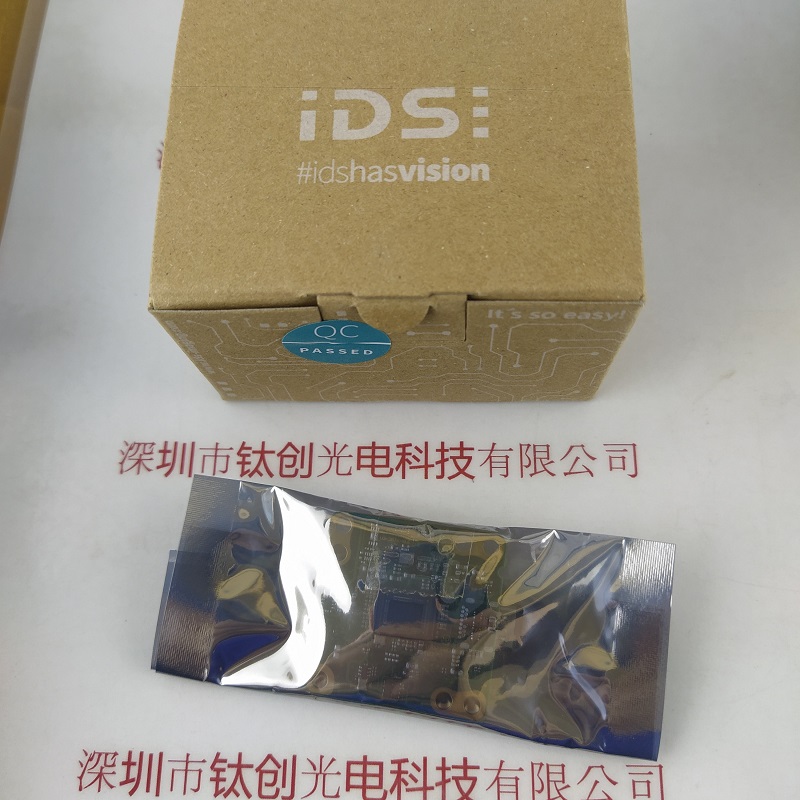 iDS:
#idshasvision
It's so easy!
QC
PASSED
深圳市钛创光电科技有限公司
深圳市钛创光电科技有限公司